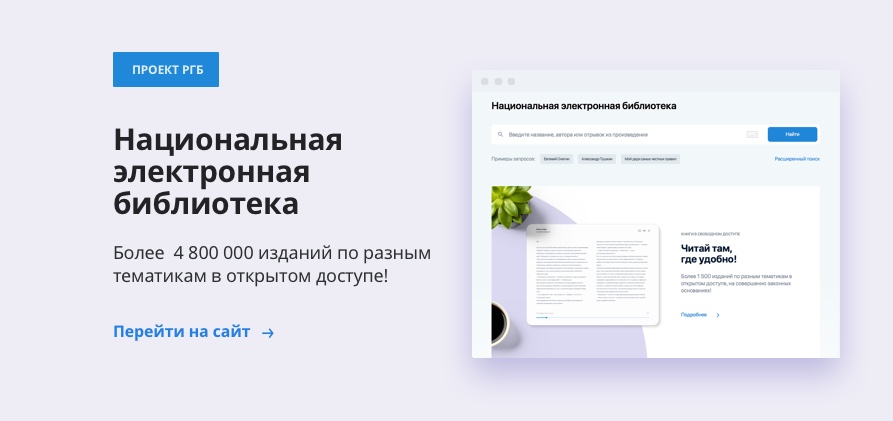 ПРОЕКТ РГБ
Национальная
электронная
библиотека
Более 4 800 000 изданий по разным
тематикам в открытом доступе!
Перейти на сайт →
Национальная электронная библиотека
Введите название, автора или отрывок из произведения
Найти
Примеры запросов:
Евгений Онегин
Александр Пушкин
Расширенный поиск
КНИГИ В СВОБОДНОМ ДОСТУПЕ
Читай там,
где удобно!
Более 1 500 изданий по разным тематикам в
открытом доступе, на совершенно законных
основаниях!
Подробнее